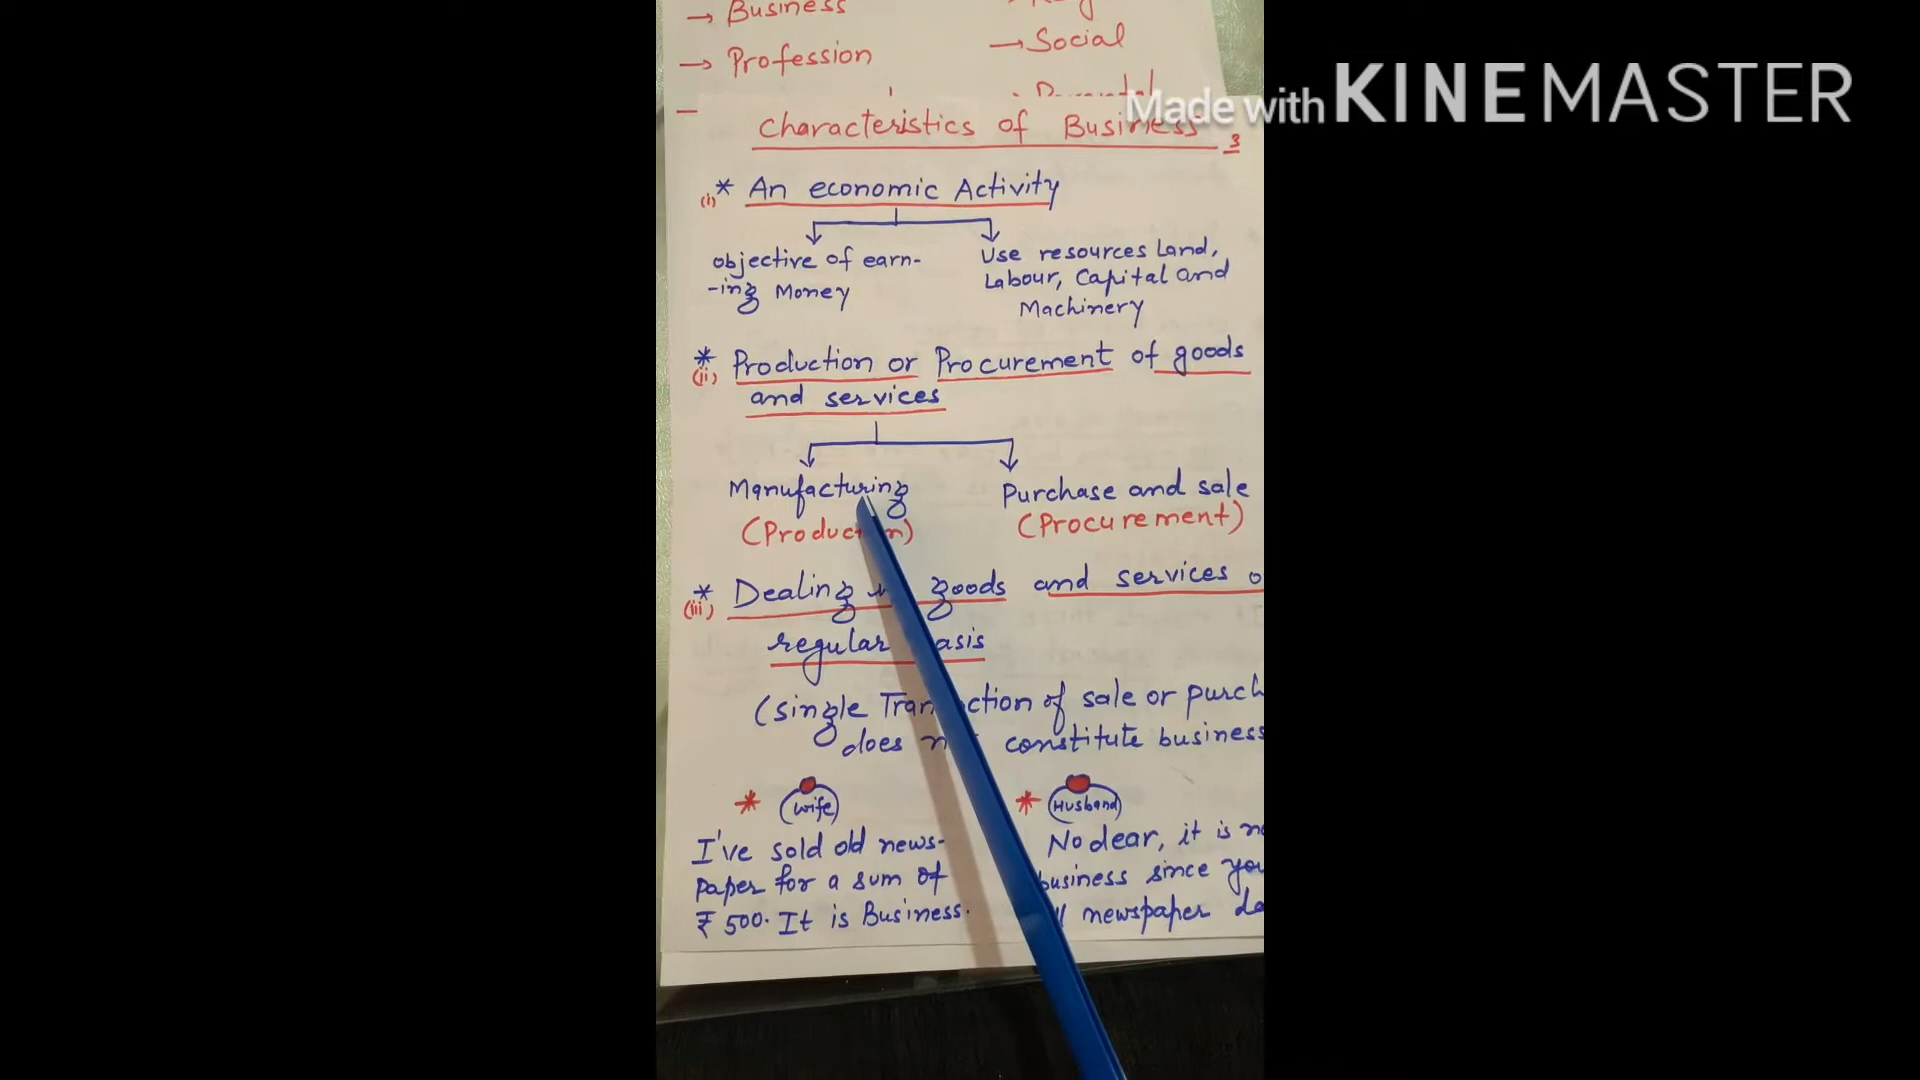 → Business
→ Profession
→ Social
Made with KINEMASTER
Characteristics of Business
3
(i) * An economic Activity
objective of earn-
-ing Money
Use resources Land,
Labour, Capital and
Machinery
* (ii) Production or Procurement of goods
and services
Manufacturing
(Production)
Purchase and sale
(Procurement)
* (iii) Dealing goods and services o
regular asis
(single Tran ction of sale or purch
does n constitute business
* Wife
I've sold old news-
paper for a sum of
₹ 500. It is Business.
* Husband
No dear, it is no
business since you
newspaper da